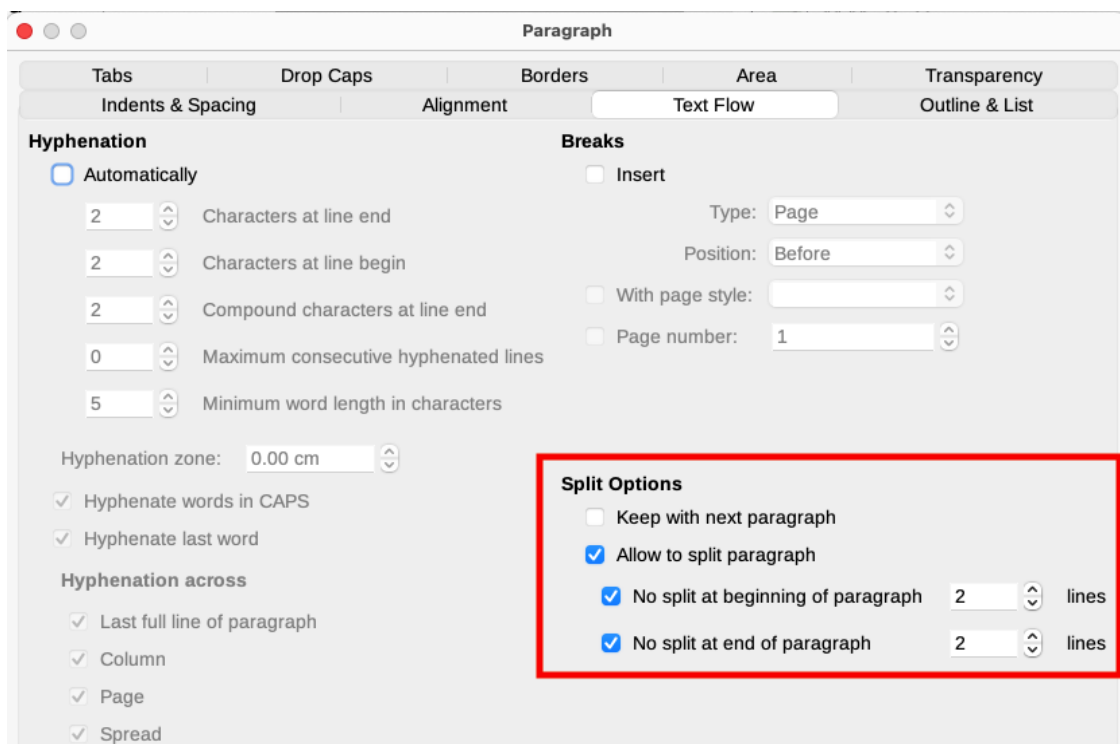 Paragraph
Tabs Drop Caps Borders Area Transparency
Indents & Spacing Alignment Text Flow Outline & List
Hyphenation
Automatically
2 Characters at line end
2 Characters at line begin
2 Compound characters at line end
0 Maximum consecutive hyphenated lines
5 Minimum word length in characters
Hyphenation zone: 0.00 cm
Hyphenate words in CAPS
Hyphenate last word
Hyphenation across
Last full line of paragraph
Column
Page
Spread
Breaks
Insert
Type: Page
Position: Before
With page style:
Page number: 1
Split Options
Keep with next paragraph
Allow to split paragraph
No split at beginning of paragraph 2 lines
No split at end of paragraph 2 lines